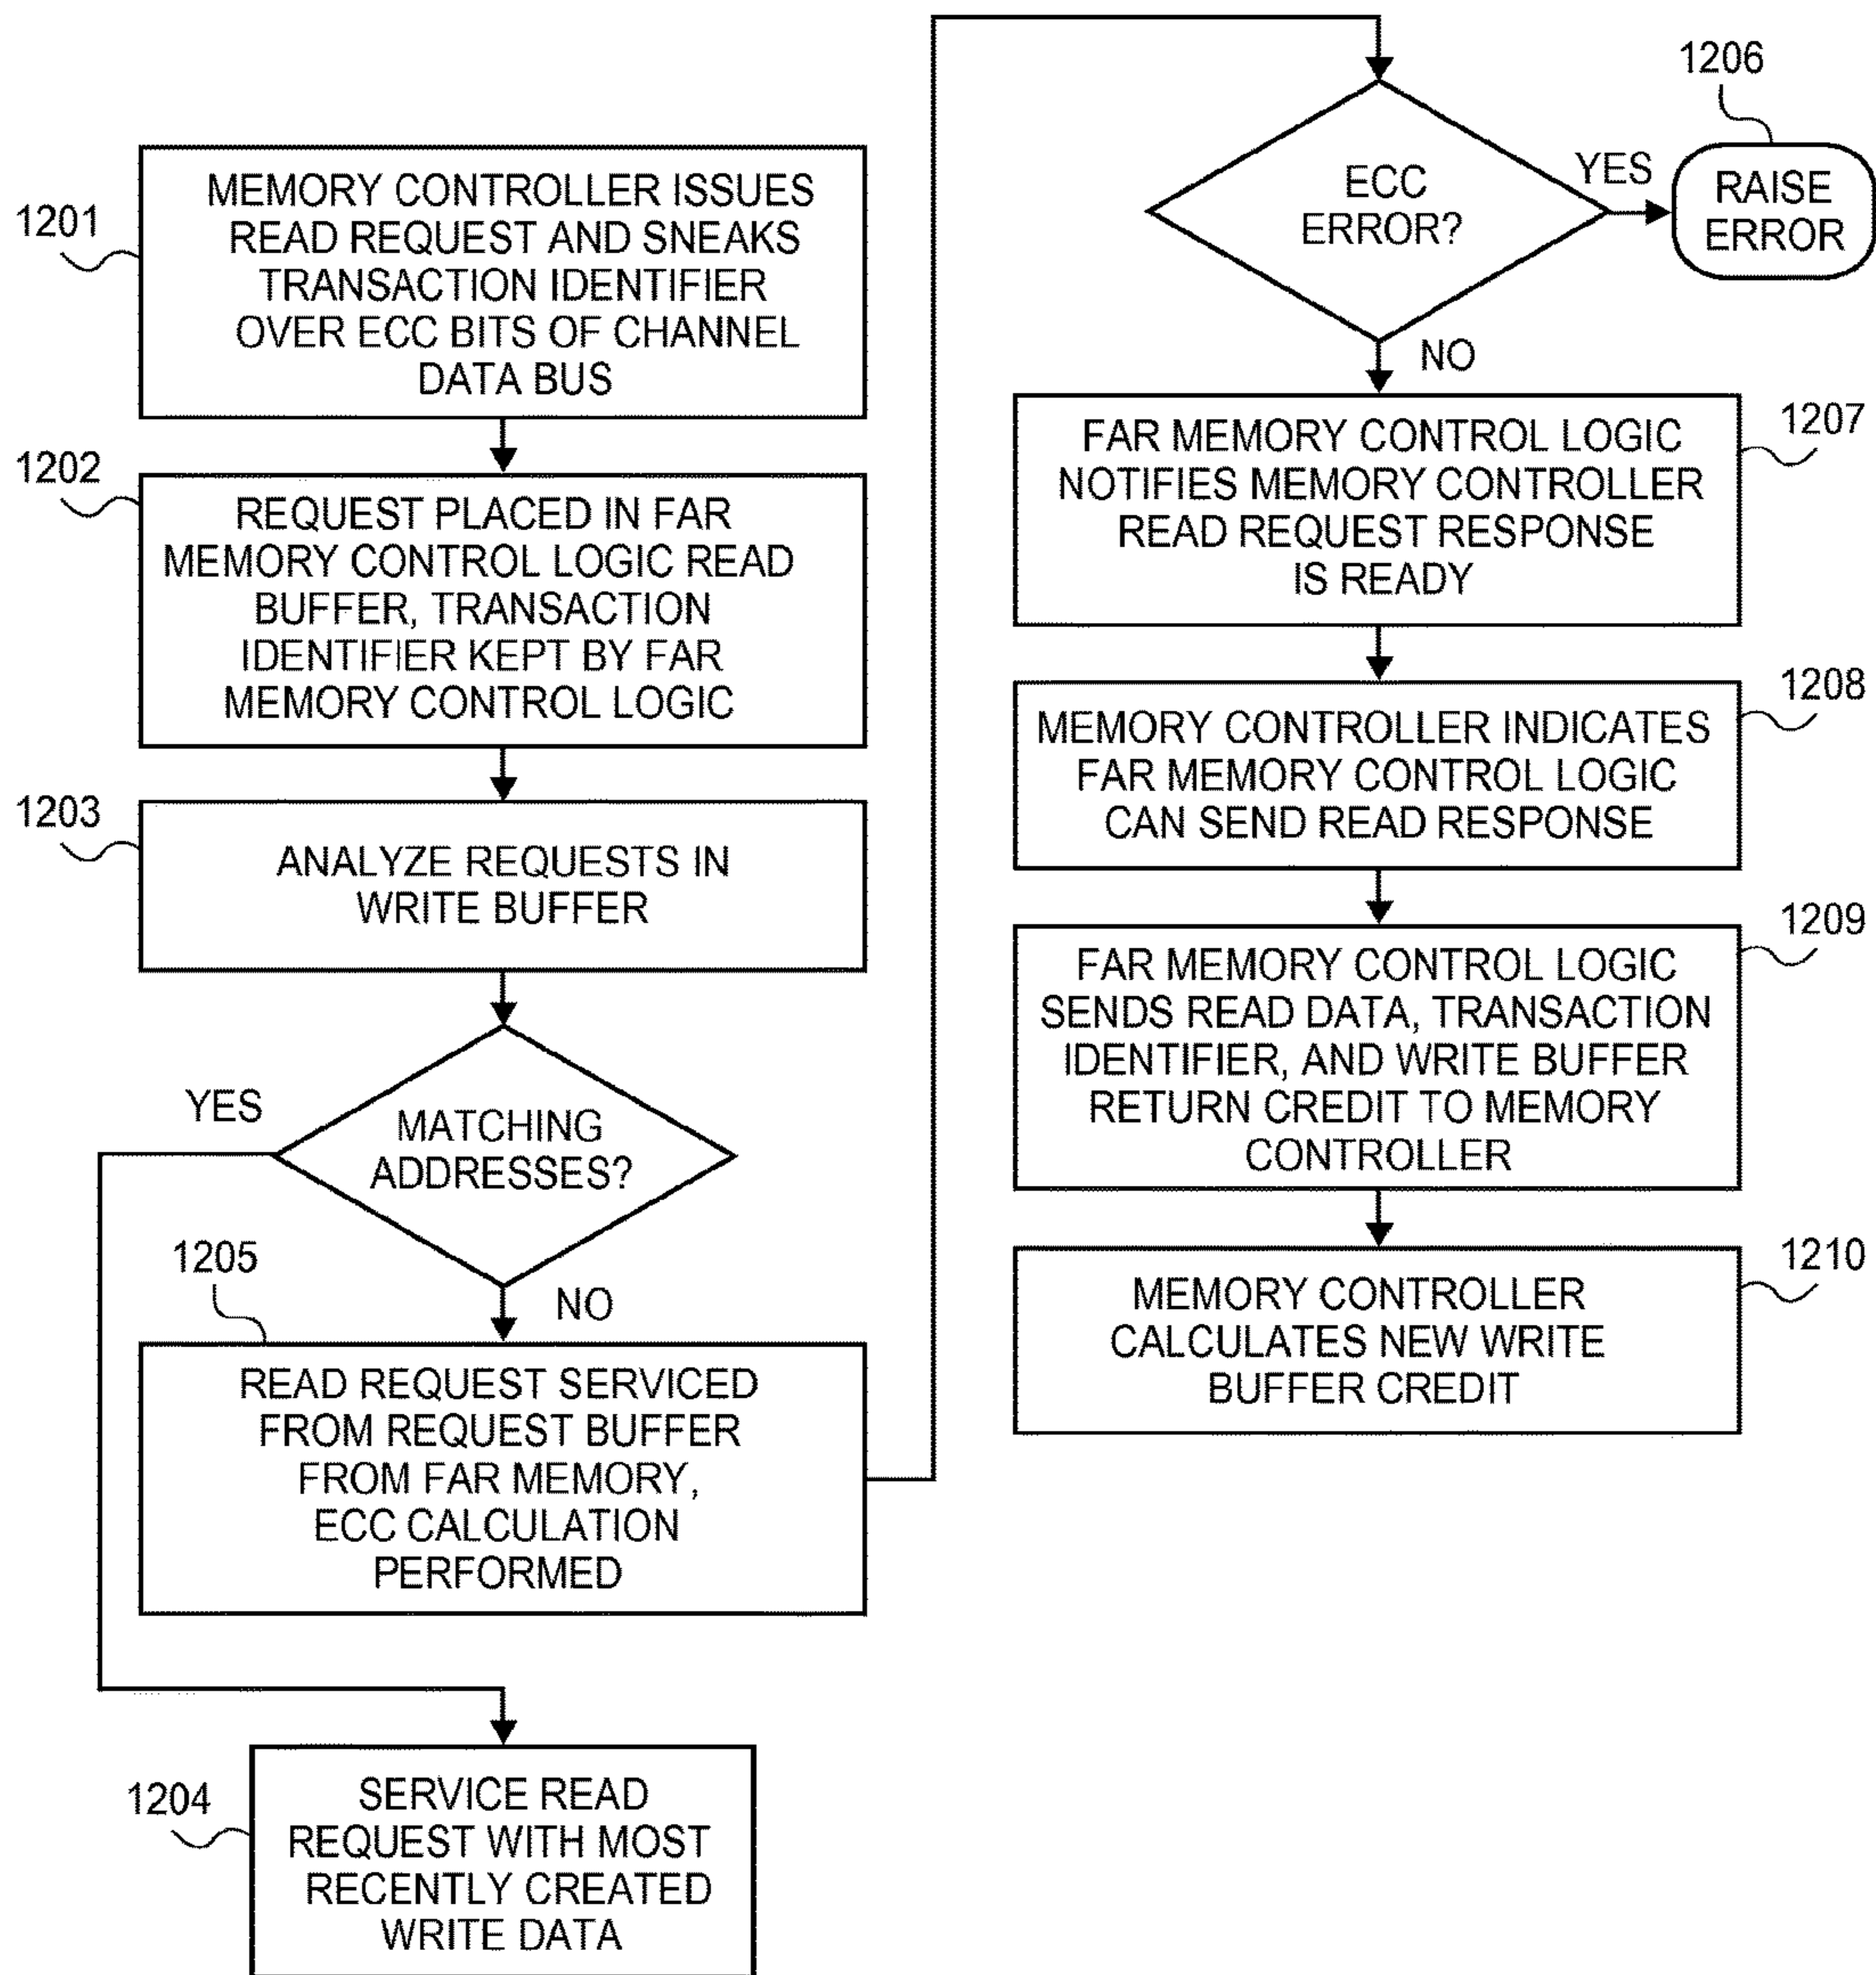 1201
MEMORY CONTROLLER ISSUES
READ REQUEST AND SNEAKS
TRANSACTION IDENTIFIER
OVER ECC BITS OF CHANNEL
DATA BUS
1202
REQUEST PLACED IN FAR
MEMORY CONTROL LOGIC READ
BUFFER, TRANSACTION
IDENTIFIER KEPT BY FAR
MEMORY CONTROL LOGIC
1203
ANALYZE REQUESTS IN
WRITE BUFFER
MATCHING
ADDRESSES?
YES
NO
1205
READ REQUEST SERVICED
FROM REQUEST BUFFER
FROM FAR MEMORY,
ECC CALCULATION
PERFORMED
1204
SERVICE READ
REQUEST WITH MOST
RECENTLY CREATED
WRITE DATA
ECC
ERROR?
YES
1206
RAISE
ERROR
NO
1207
FAR MEMORY CONTROL LOGIC
NOTIFIES MEMORY CONTROLLER
READ REQUEST RESPONSE
IS READY
1208
MEMORY CONTROLLER INDICATES
FAR MEMORY CONTROL LOGIC
CAN SEND READ RESPONSE
1209
FAR MEMORY CONTROL LOGIC
SENDS READ DATA, TRANSACTION
IDENTIFIER, AND WRITE BUFFER
RETURN CREDIT TO MEMORY
CONTROLLER
1210
MEMORY CONTROLLER
CALCULATES NEW WRITE
BUFFER CREDIT